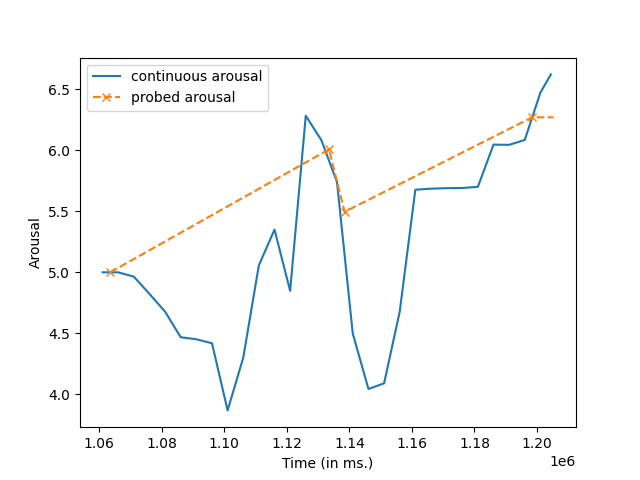 continuous arousal
probed arousal
6.5
6.0
5.5
5.0
4.5
4.0
Arousal
1.06 1.08 1.10 1.12 1.14 1.16 1.18 1.20
1e6
Time (in ms.)